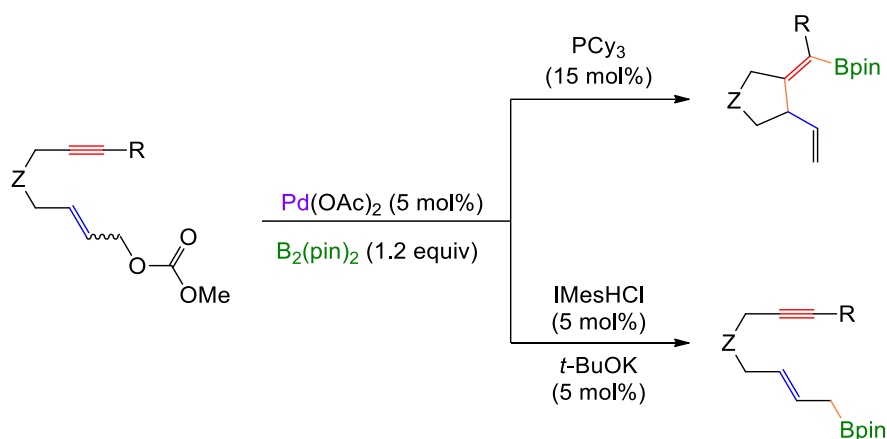 Z
R
O
O
OMe
Pd(OAc)2 (5 mol%)
B2(pin)2 (1.2 equiv)
PCy3
(15 mol%)
IMesHCl
(5 mol%)
t-BuOK
(5 mol%)
R
Bpin
Z
Z
R
Bpin